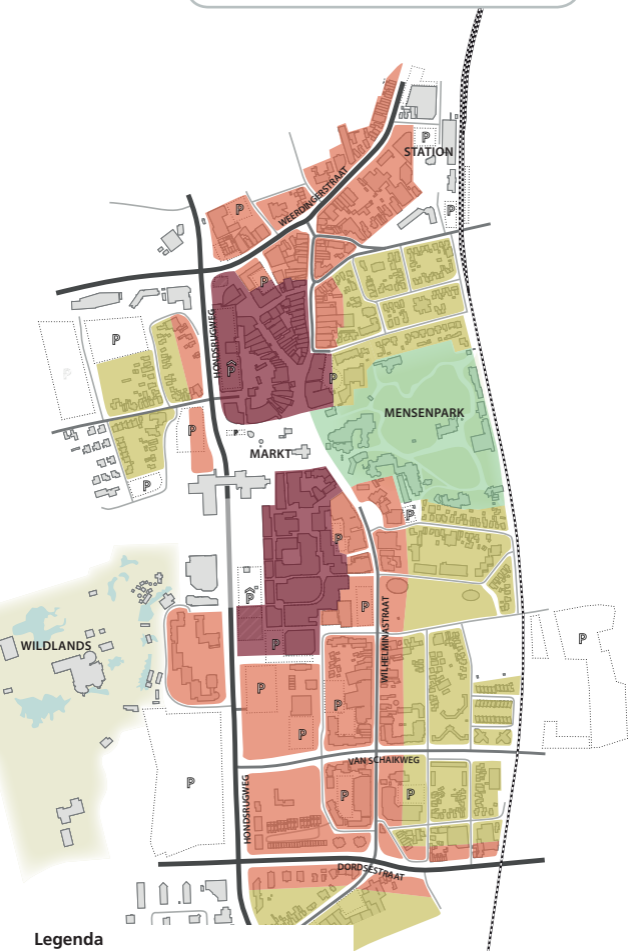 P
STATION
P
WEERDINGERSTRAAT
P
P
HONDSRUGWEG
P
P
P
MENSENPARK
P
P
MARKT
P
P
P
P
P
WILHELMINASTRAAT
P
WILDLANDS
P
P
P
P
VAN SCHAIKWEG
P
P
P
HONDSRUGWEG
DORDSESTRAAT
Legenda